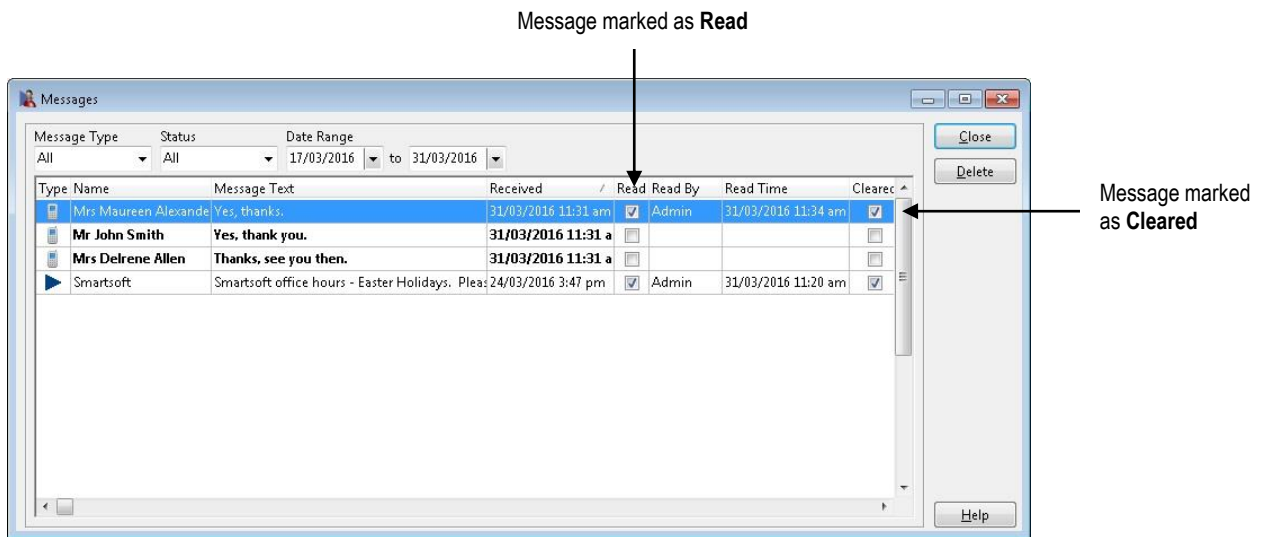 Message marked as Read
Messages
Message Type Status Date Range
All All 17/03/2016 to 31/03/2016
Close
Delete
Type Name Message Text Received Read Read By Read Time Cleared
Mrs Maureen Alexande Yes, thanks. 31/03/2016 11:31 am Admin 31/03/2016 11:34 am
Mr John Smith Yes, thank you. 31/03/2016 11:31 a
Mrs Delrene Allen Thanks, see you then. 31/03/2016 11:31 a
Smartsoft Smartsoft office hours - Easter Holidays. Pleas 24/03/2016 3:47 pm Admin 31/03/2016 11:20 am
Message marked
as Cleared
Help